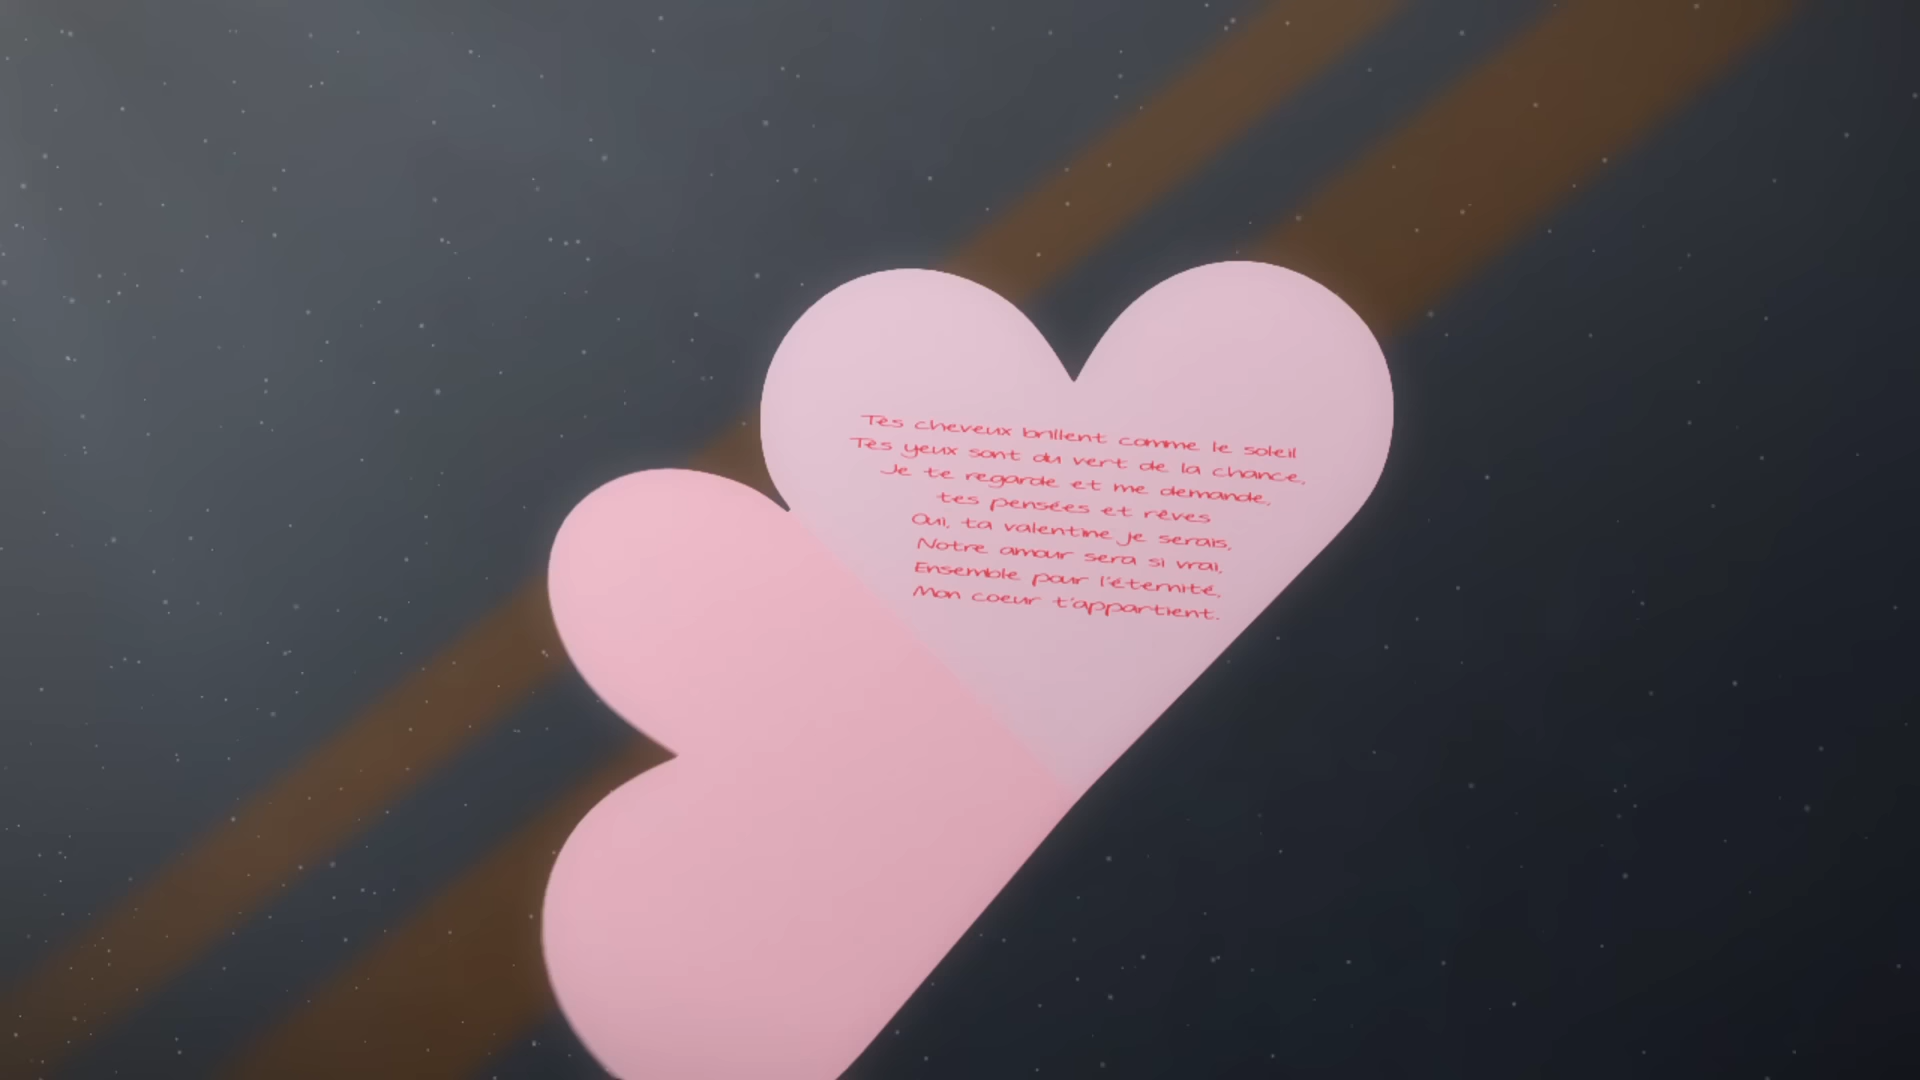 Tes cheveux brillent comme le soleil
Tes yeux sont du vert de la chance,
Je te regarde et me demande,
tes pensées et rêves
Oui, ta valentine je serais,
Notre amour sera si vrai,
Ensemble pour l'éternité,
Mon coeur t'appartient.